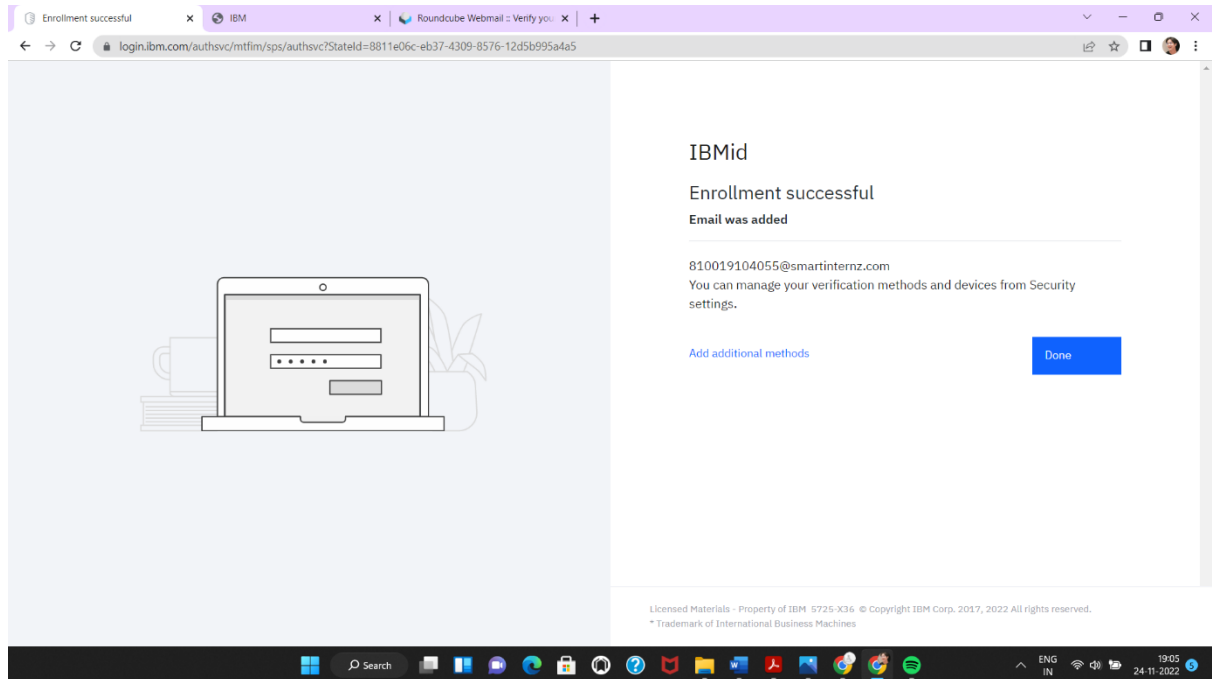 Enrollment successful
IBM
Roundcube Webmail :: Verify you
login.ibm.com/authsvc/mtfim/sps/authsvc?StateId=8811e06c-eb37-4309-8576-12d5b995a4a5
IBMid
Enrollment successful
Email was added
810019104055@smartinternz.com
You can manage your verification methods and devices from Security
settings.
Add additional methods
Done
Licensed Materials - Property of IBM 5725-X36 © Copyright IBM Corp. 2017, 2022 All rights reserved.
* Trademark of International Business Machines
Search
ENG
IN
19:05
24-11-2022
5